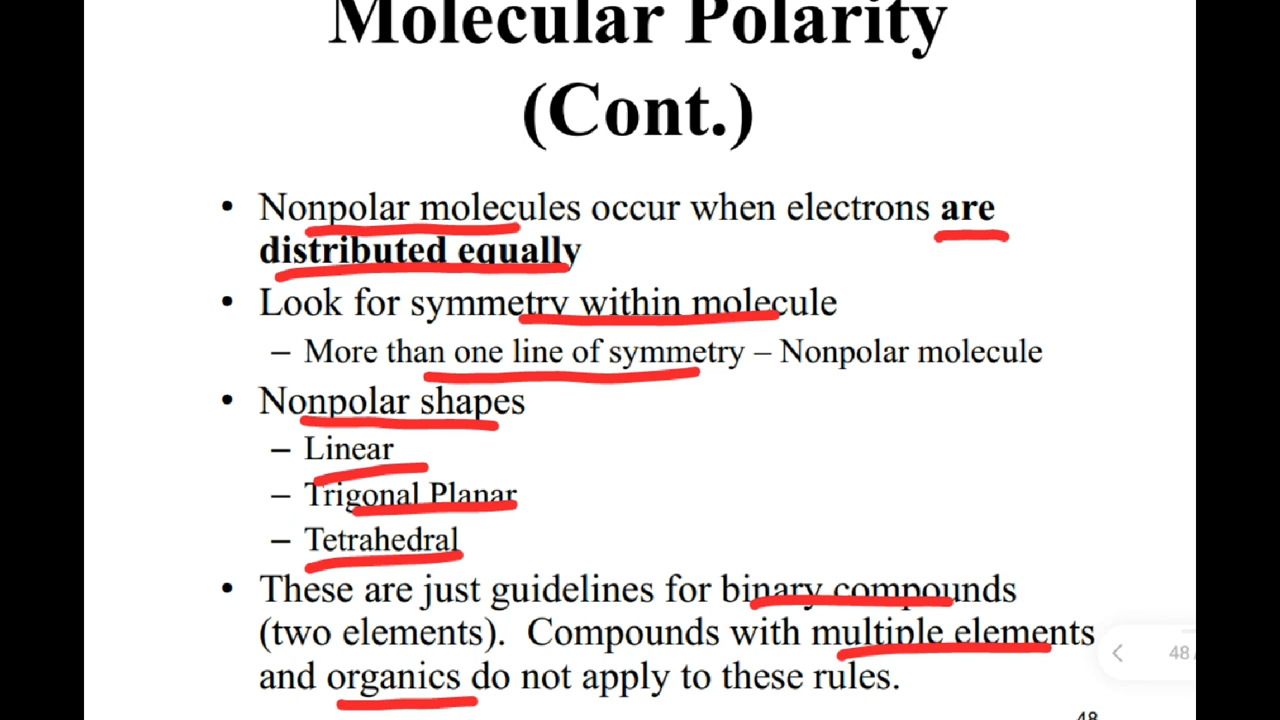 Molecular Polarity
(Cont.)
• Nonpolar molecules occur when electrons are
distributed equally
• Look for symmetry within molecule
– More than one line of symmetry – Nonpolar molecule
• Nonpolar shapes
– Linear
– Trigonal Planar
– Tetrahedral
• These are just guidelines for binary compounds
(two elements). Compounds with multiple elements
and organics do not apply to these rules.
48
48